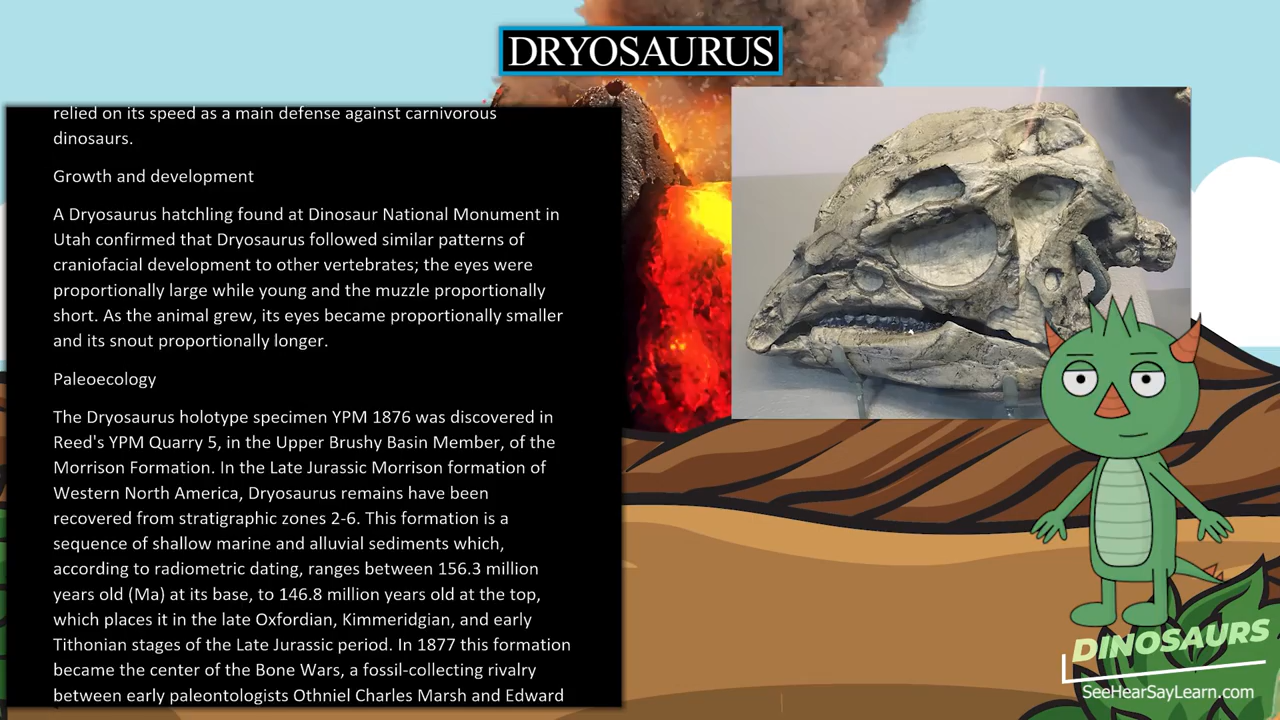 DRYOSAURUS
relied on its speed as a main defense against carnivorous
dinosaurs.
Growth and development
A Dryosaurus hatchling found at Dinosaur National Monument in
Utah confirmed that Dryosaurus followed similar patterns of
craniofacial development to other vertebrates; the eyes were
proportionally large while young and the muzzle proportionally
short. As the animal grew, its eyes became proportionally smaller
and its snout proportionally longer.
Paleoecology
The Dryosaurus holotype specimen YPM 1876 was discovered in
Reed's YPM Quarry 5, in the Upper Brushy Basin Member, of the
Morrison Formation. In the Late Jurassic Morrison formation of
Western North America, Dryosaurus remains have been
recovered from stratigraphic zones 2-6. This formation is a
sequence of shallow marine and alluvial sediments which,
according to radiometric dating, ranges between 156.3 million
years old (Ma) at its base, to 146.8 million years old at the top,
which places it in the late Oxfordian, Kimmeridgian, and early
Tithonian stages of the Late Jurassic period. In 1877 this formation
became the center of the Bone Wars, a fossil-collecting rivalry
between early paleontologists Othniel Charles Marsh and Edward
DINOSAURS
SeeHearSayLearn.com